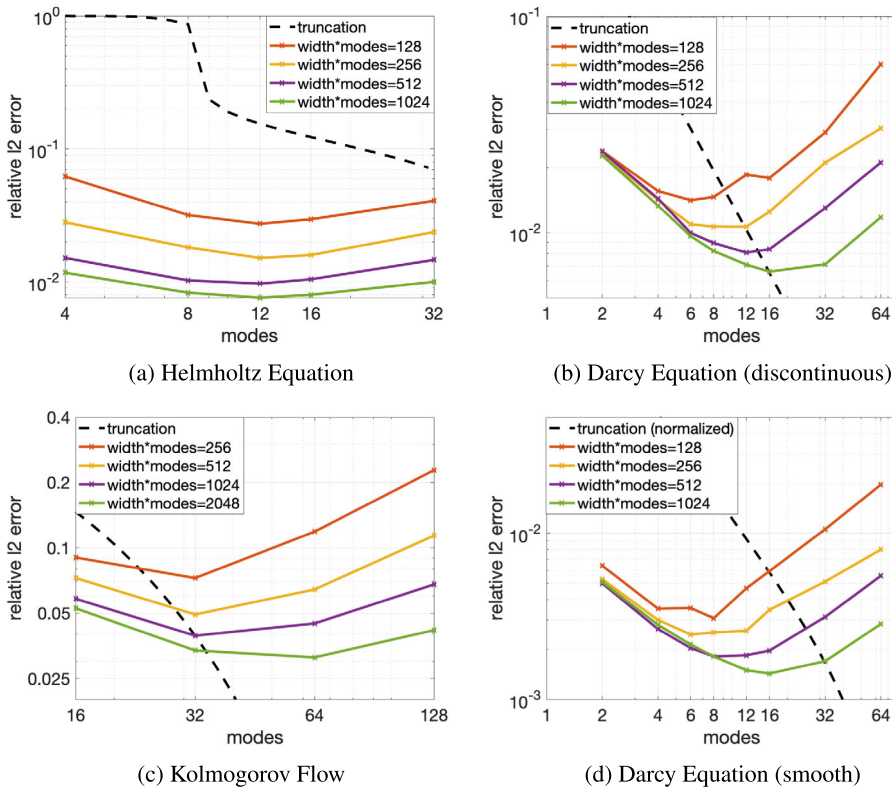 10^0
10^-1
10^-2
relative l2 error
truncation
width*modes=128
width*modes=256
width*modes=512
width*modes=1024
4 8 12 16 32
modes
(a) Helmholtz Equation
10^-1
10^-2
relative l2 error
truncation
width*modes=128
width*modes=256
width*modes=512
width*modes=1024
1 2 4 6 8 12 16 32 64
modes
(b) Darcy Equation (discontinuous)
0.4
0.2
0.1
0.05
0.025
relative l2 error
truncation
width*modes=256
width*modes=512
width*modes=1024
width*modes=2048
16 32 64 128
modes
(c) Kolmogorov Flow
10^-2
10^-3
relative l2 error
truncation (normalized)
width*modes=128
width*modes=256
width*modes=512
width*modes=1024
1 2 4 6 8 12 16 32 64
modes
(d) Darcy Equation (smooth)